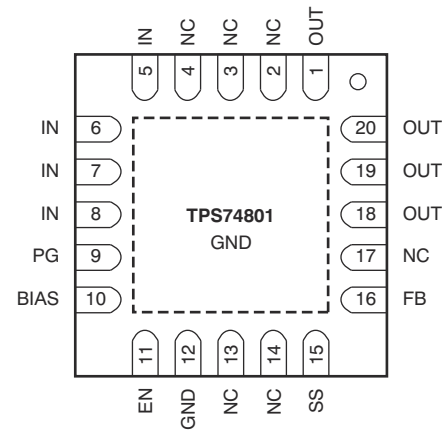 IN NC NC NC OUT
5 4 3 2 1
IN 6 20 OUT
IN 7 19 OUT
IN 8 18 OUT
TPS74801
GND
PG 9 17 NC
BIAS 10 16 FB
11 12 13 14 15
EN GND NC NC SS